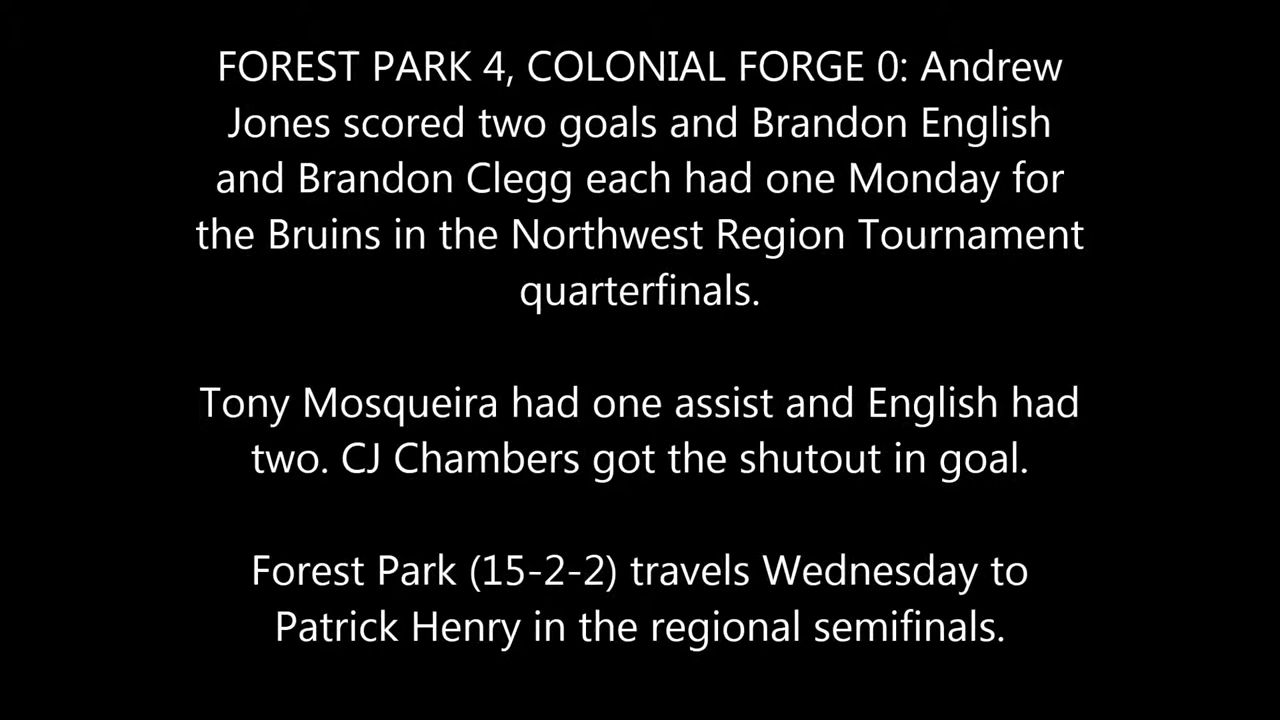 FOREST PARK 4, COLONIAL FORGE 0: Andrew
Jones scored two goals and Brandon English
and Brandon Clegg each had one Monday for
the Bruins in the Northwest Region Tournament
quarterfinals.
Tony Mosqueira had one assist and English had
two. CJ Chambers got the shutout in goal.
Forest Park (15-2-2) travels Wednesday to
Patrick Henry in the regional semifinals.